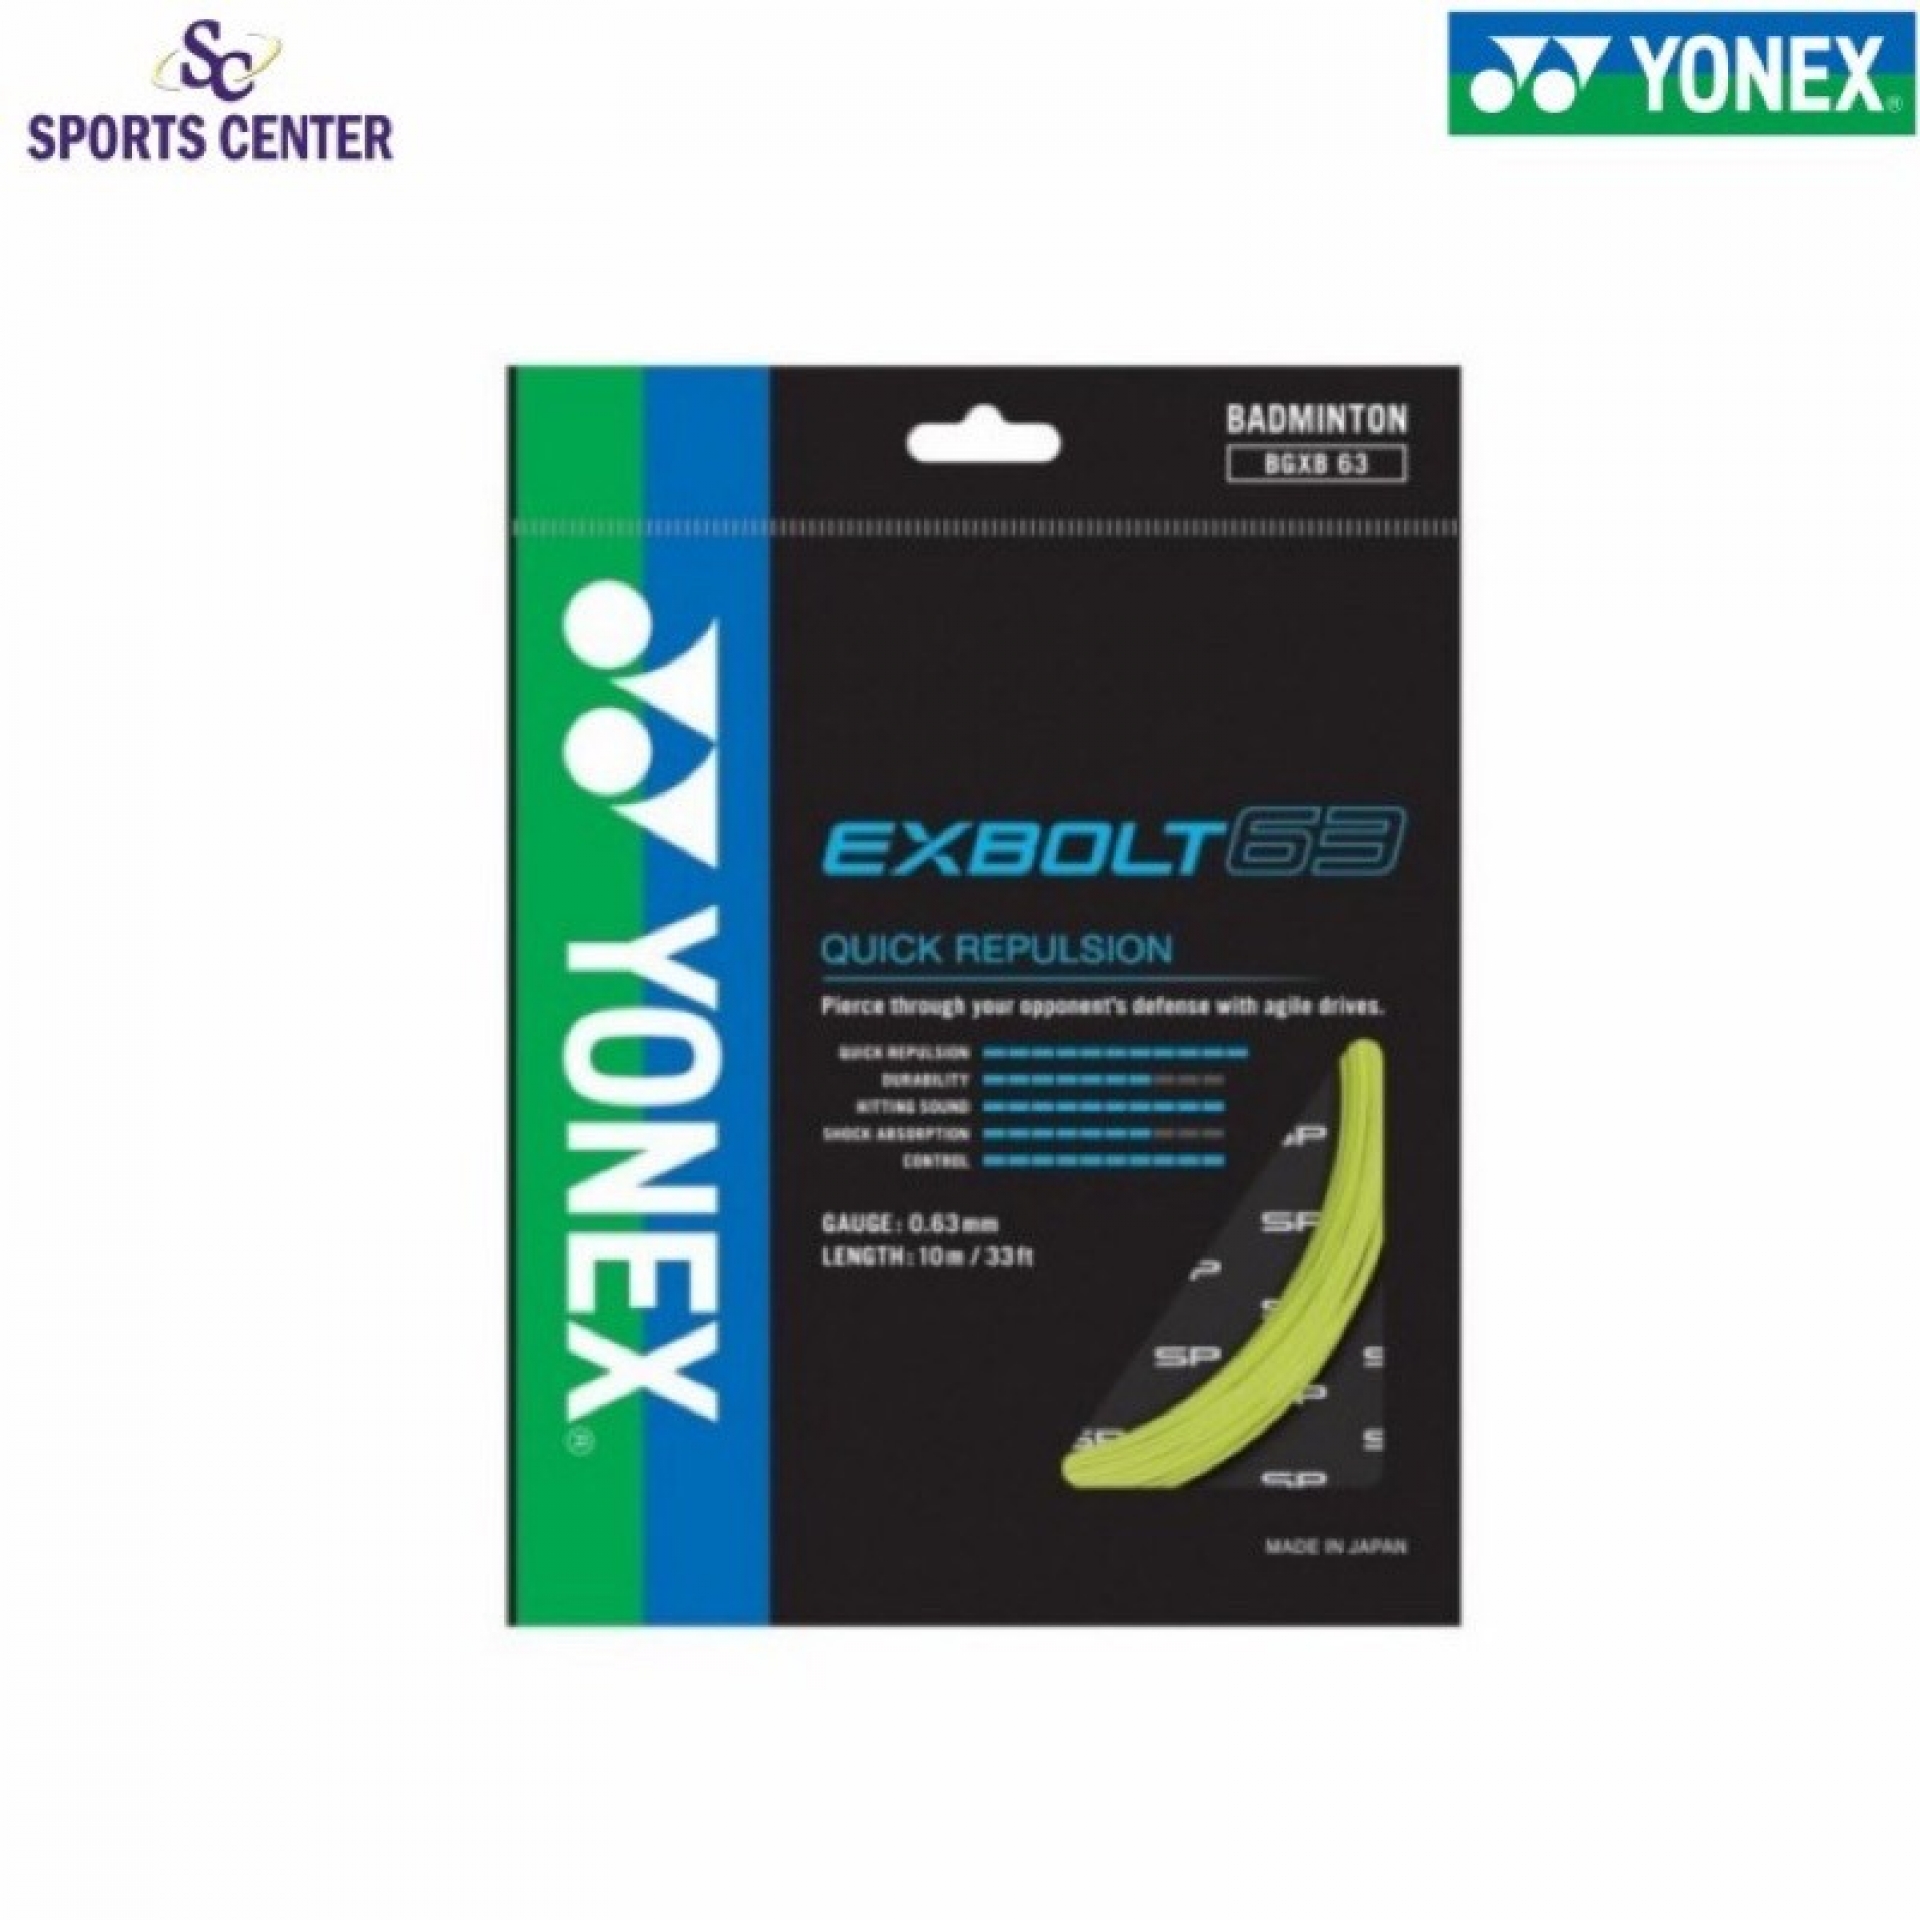 SC
SPORTS CENTER
YONEX®
BADMINTON
BGXB 63
YONEX®
EXBOLT63
QUICK REPULSION
Pierce through your opponent's defense with agile drives.
QUICK REPULSION
DURABILITY
HITTING SOUND
SHOCK ABSORPTION
CONTROL
GAUGE: 0.63mm
LENGTH: 10m / 33ft
SP
SP
SP
SP
MADE IN JAPAN